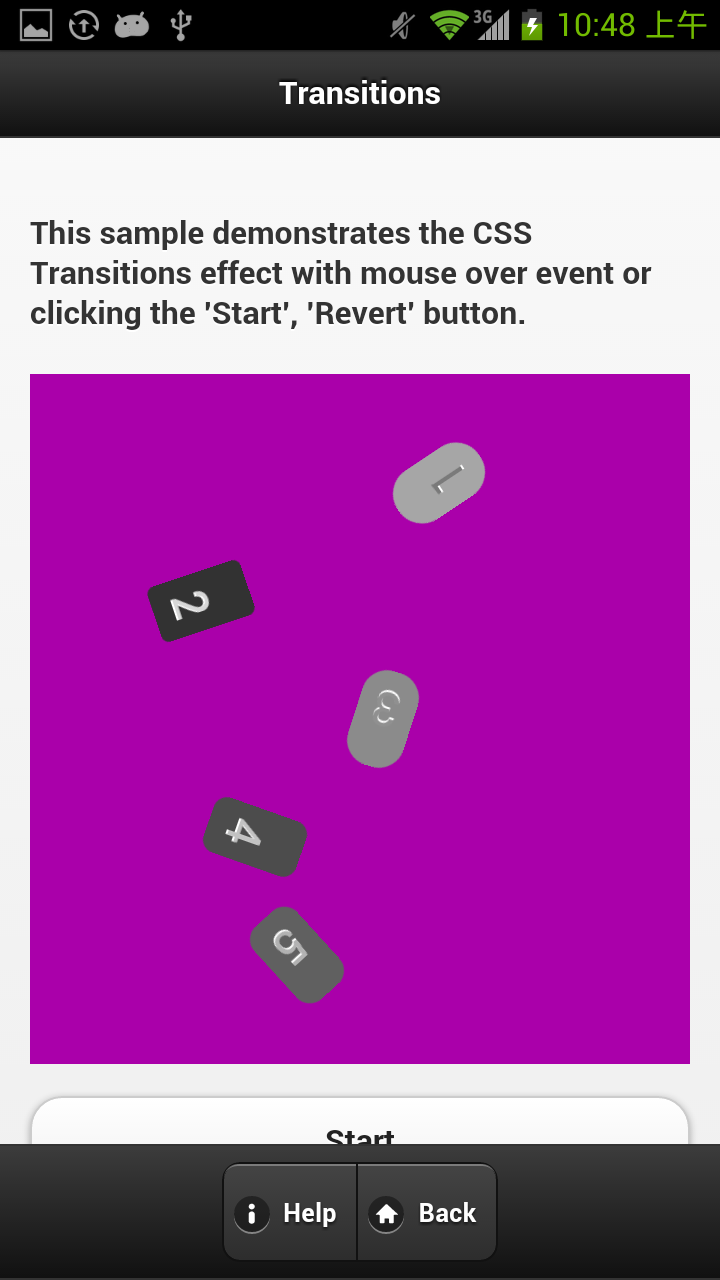 3G 10:48 上午
Transitions
This sample demonstrates the CSS
Transitions effect with mouse over event or
clicking the 'Start', 'Revert' button.
1
2
3
4
5
Start
Help Back